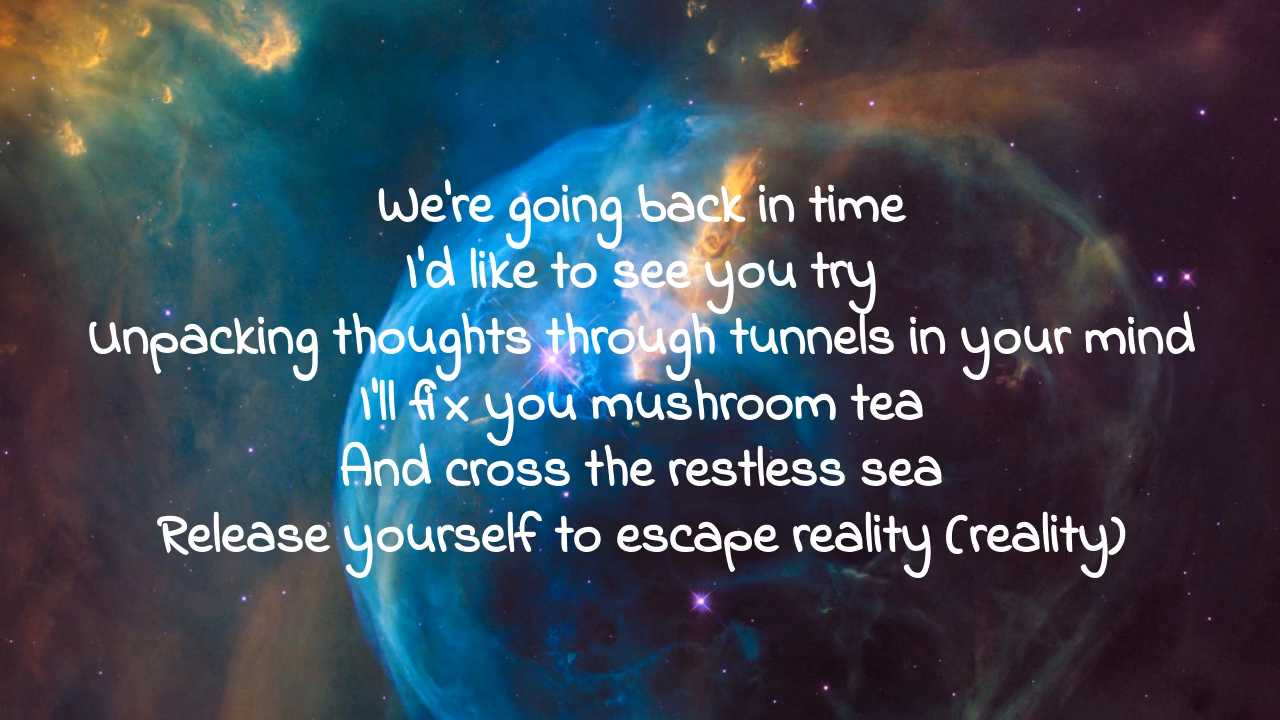 We're going back in time
I'd like to see you try
Unpacking thoughts through tunnels in your mind
I'll fix you mushroom tea
And cross the restless sea
Release yourself to escape reality (reality)